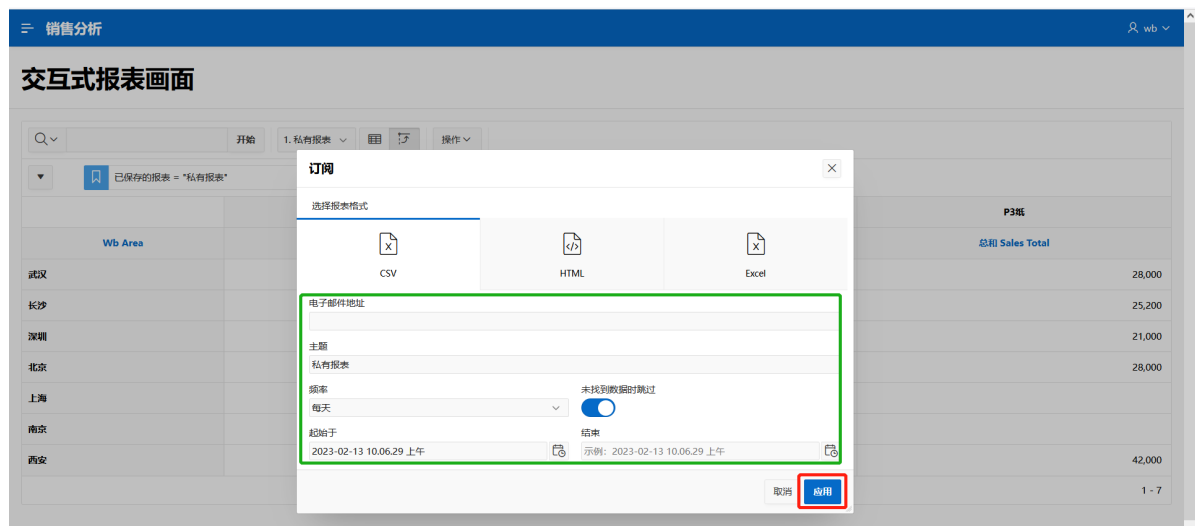 销售分析
wb
交互式报表画面
开始
1. 私有报表
操作
已保存的报表 = "私有报表"
P3纸
Wb Area
总和 Sales Total
武汉
28,000
长沙
25,200
深圳
21,000
北京
28,000
上海
南京
西安
42,000
1 - 7
订阅
选择报表格式
CSV
HTML
Excel
电子邮件地址
主题
私有报表
频率
未找到数据时跳过
每天
起始于
结束
2023-02-13 10.06.29 上午
示例：2023-02-13 10.06.29 上午
取消
应用